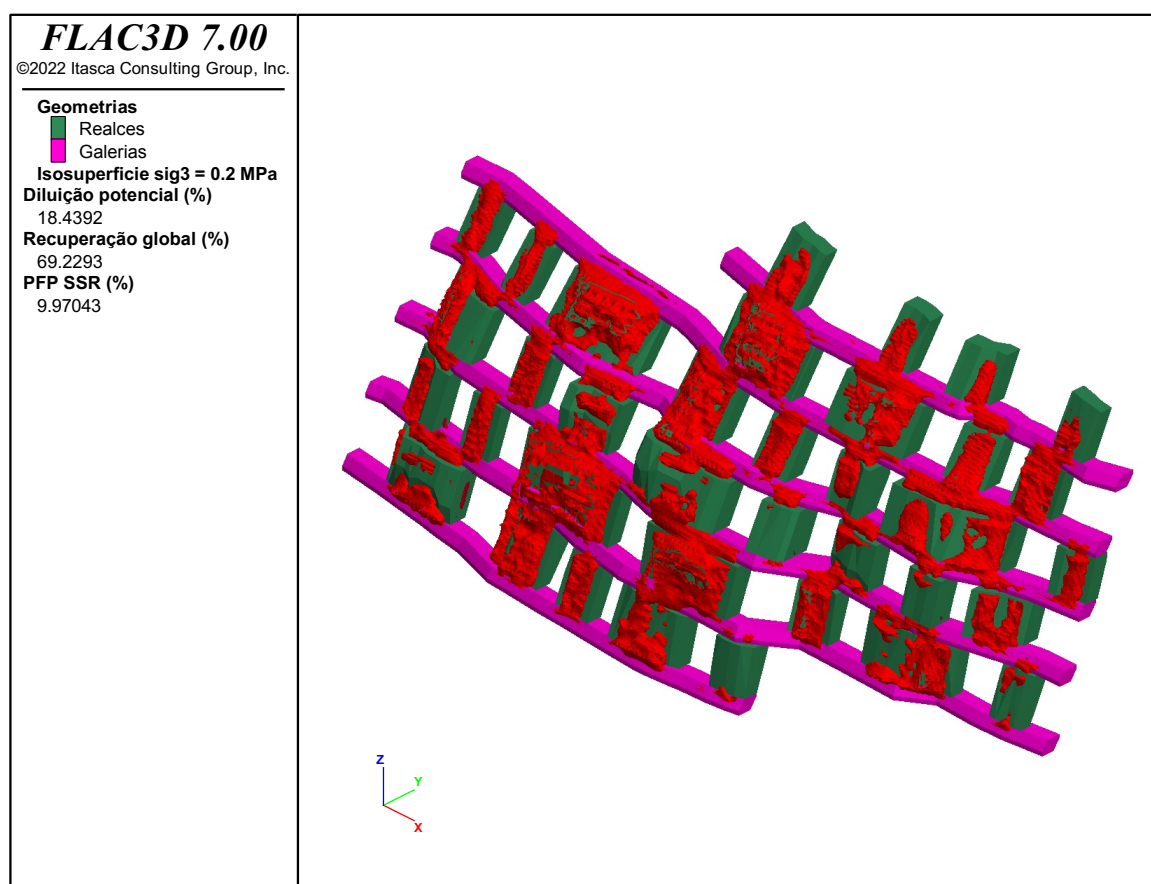 FLAC3D 7.00
©2022 Itasca Consulting Group, Inc.
Geometrias
Realces
Galerias
Isosuperficie sig3 = 0.2 MPa
Diluição potencial (%)
18.4392
Recuperação global (%)
69.2293
PFP SSR (%)
9.97043
Z
Y
X